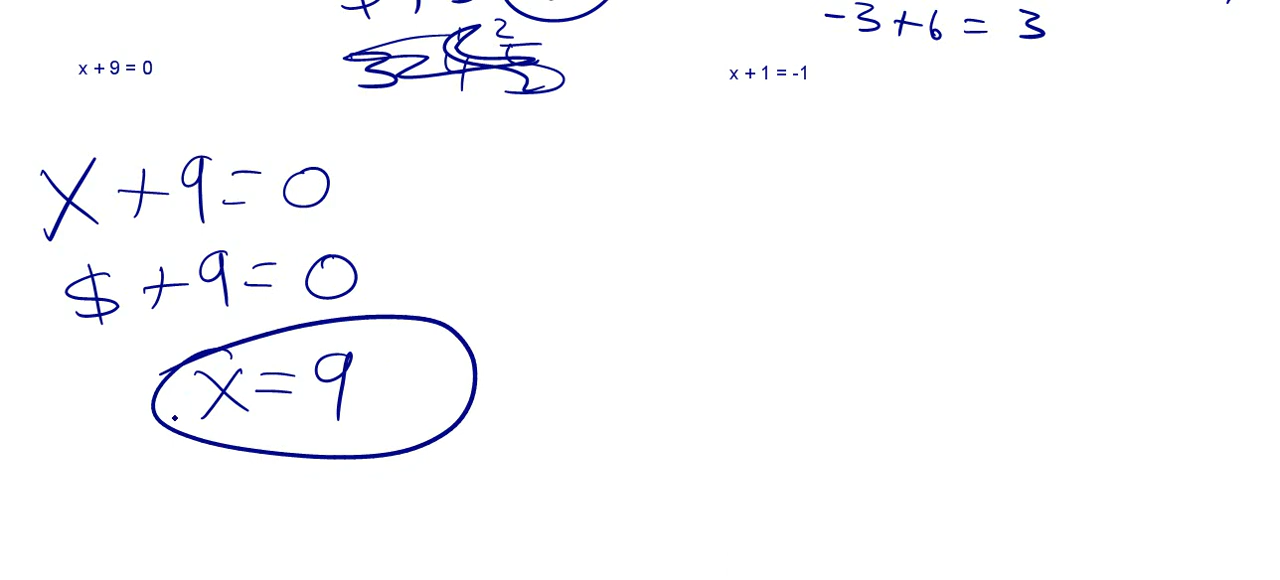 -3+6 = 3
x + 9 = 0
x + 1 = -1
x + 9 = 0
$ + 9 = 0
x = 9